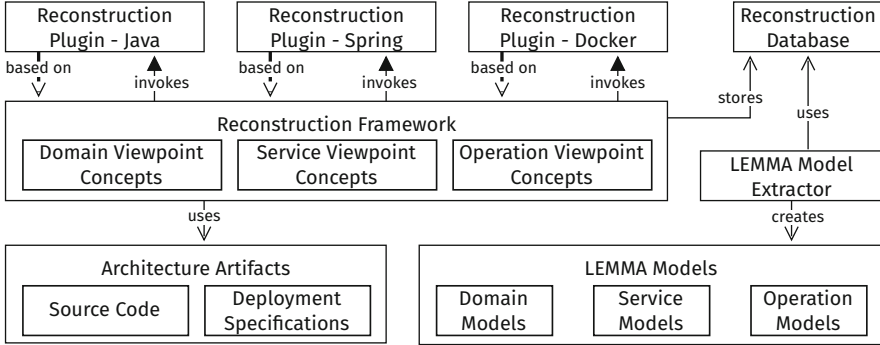 Reconstruction
Plugin - Java
Reconstruction
Plugin - Spring
Reconstruction
Plugin - Docker
Reconstruction
Database
based on
invokes
based on
invokes
based on
invokes
stores
uses
Reconstruction Framework
Domain Viewpoint
Concepts
Service Viewpoint
Concepts
Operation Viewpoint
Concepts
LEMMA Model
Extractor
uses
creates
Architecture Artifacts
Source Code
Deployment
Specifications
LEMMA Models
Domain
Models
Service
Models
Operation
Models